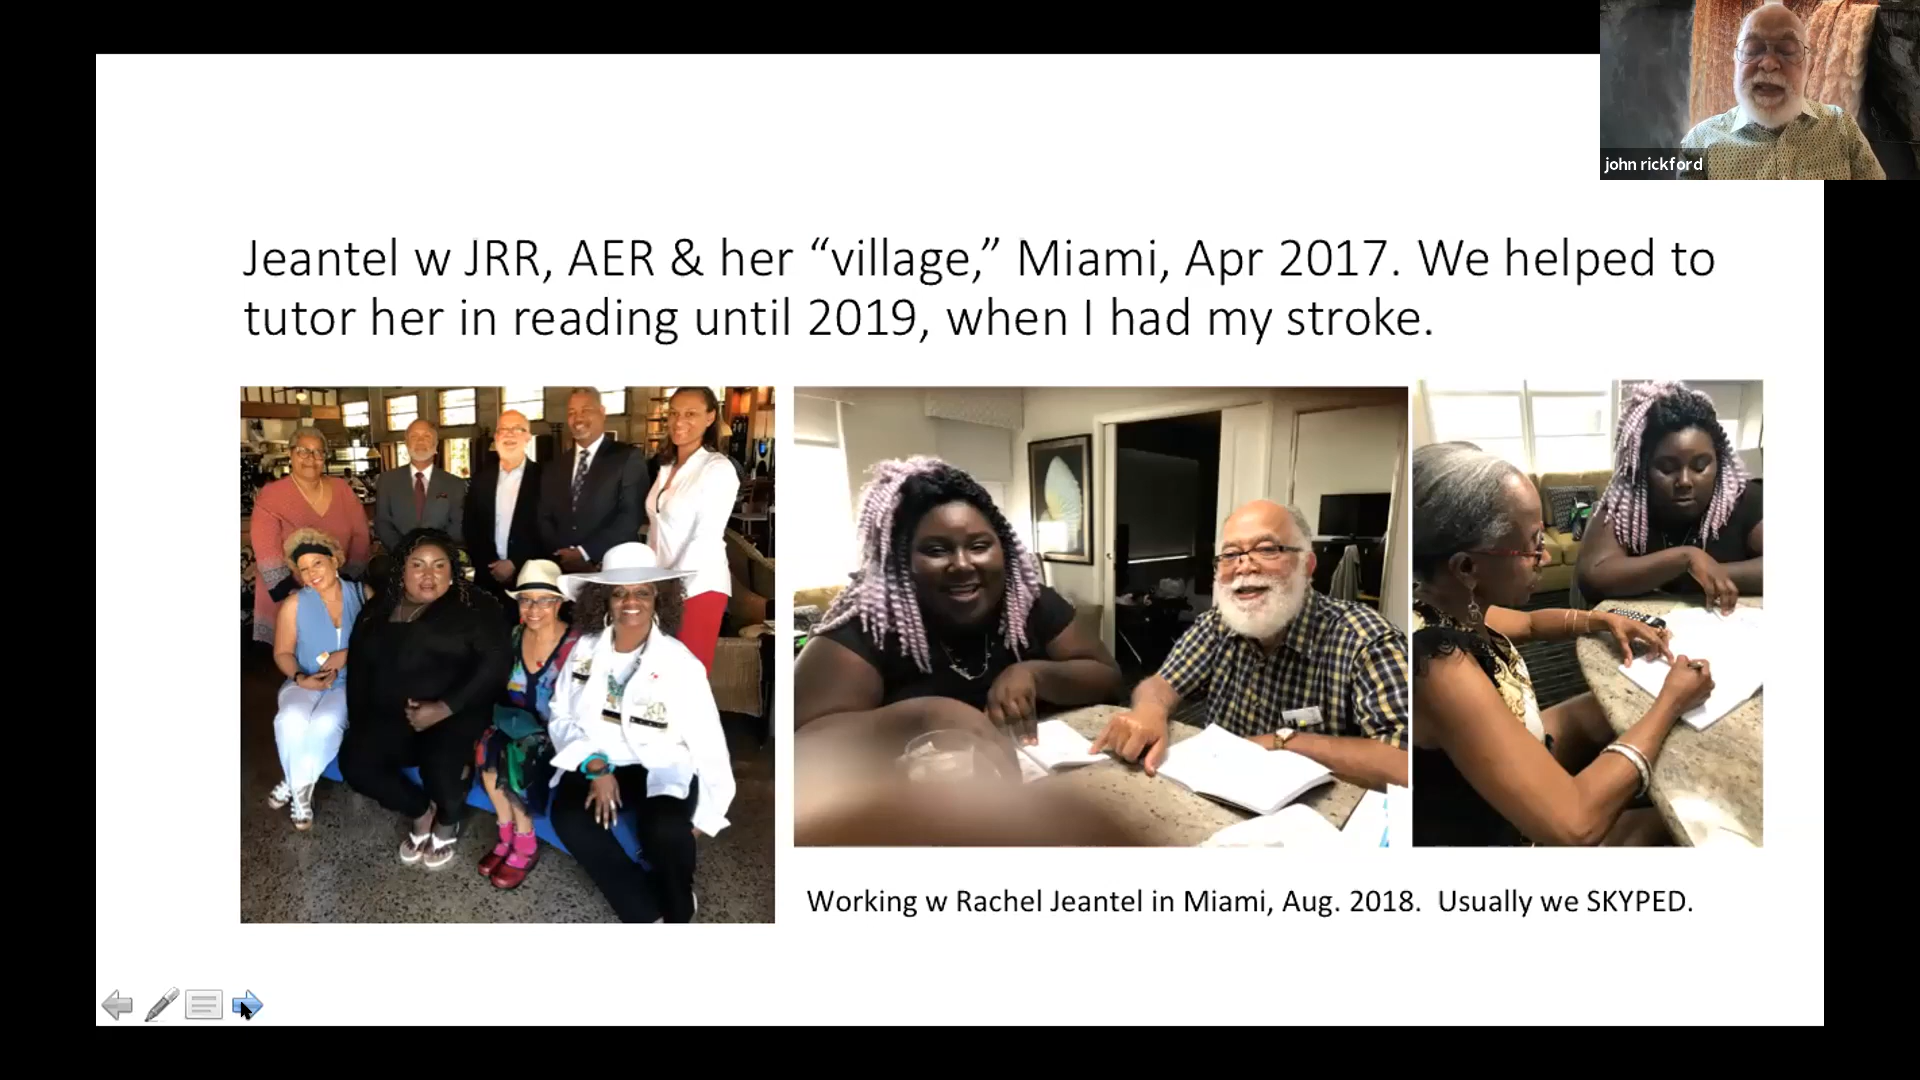 john rickford
Jeantel w JRR, AER & her “village,” Miami, Apr 2017. We helped to
tutor her in reading until 2019, when I had my stroke.
Working w Rachel Jeantel in Miami, Aug. 2018.  Usually we SKYPED.